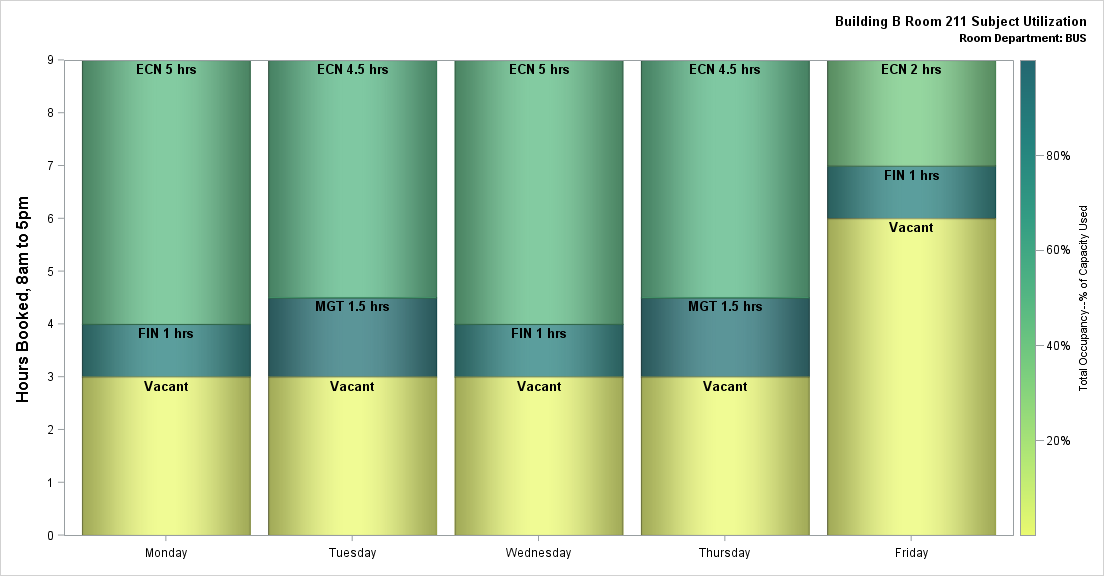 Building B Room 211 Subject Utilization
Room Department: BUS
Hours Booked, 8am to 5pm
9
8
7
6
5
4
3
2
1
0
ECN 5 hrs
FIN 1 hrs
Vacant
ECN 4.5 hrs
MGT 1.5 hrs
Vacant
ECN 5 hrs
FIN 1 hrs
Vacant
ECN 4.5 hrs
MGT 1.5 hrs
Vacant
ECN 2 hrs
FIN 1 hrs
Vacant
Monday
Tuesday
Wednesday
Thursday
Friday
80%
60%
40%
20%
Total Occupancy--% of Capacity Used